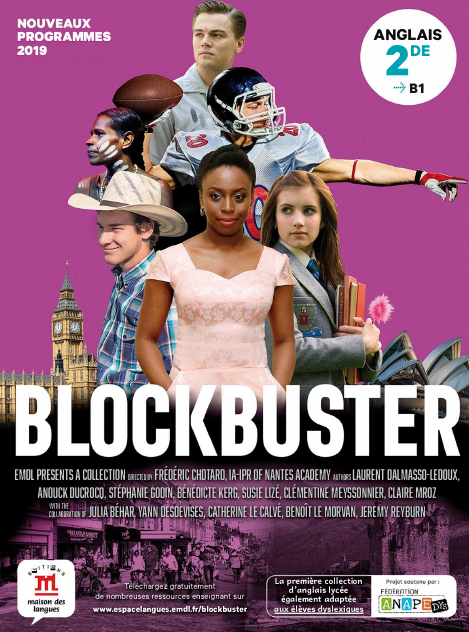 NOUVEAUX
PROGRAMMES
2019
ANGLAIS
2DE
B1
20
20
BLOCKBUSTER
EMDL PRESENTS A COLLECTION DIRECTED BY FRÉDÉRIC CHOTARD, IA-IPR OF NANTES ACADEMY AUTHORS LAURENT DALMASSO-LEDOUX,
ANOUCK DUCROCQ, STÉPHANIE GODIN, BÉNÉDICTE KERG, SUSIE LIZÉ, CLÉMENTINE MEYSSONNIER, CLAIRE MROZ
WITH THE COLLABORATION OF JULIA BÉHAR, YANN DESDEVISES, CATHERINE LE CALVÉ, BENOÎT LE MORVAN, JEREMY REYBURN
ÉDITIONS
maison des
langues
Téléchargez gratuitement
de nombreuses ressources enseignant sur
www.espacelangues.emdl.fr/blockbuster
La première collection
d'anglais lycée
également adaptée
aux élèves dyslexiques
Projet soutenu par :
FÉDÉRATION
ANAPEDYS